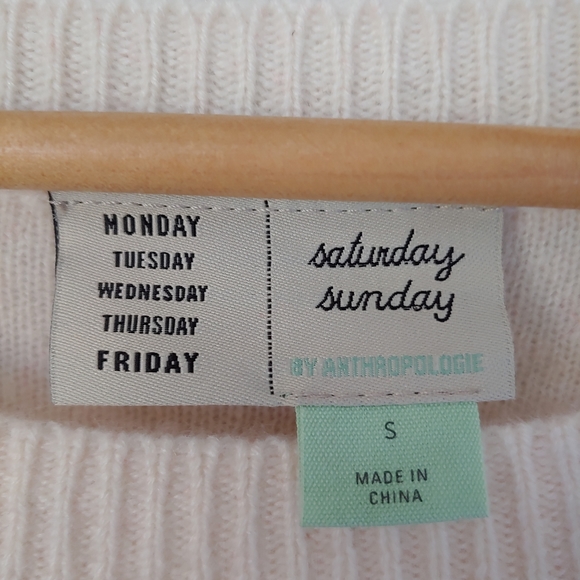 MONDAY
TUESDAY
WEDNESDAY
THURSDAY
FRIDAY
saturday
sunday
BY ANTHROPOLOGIE
S
MADE IN
CHINA